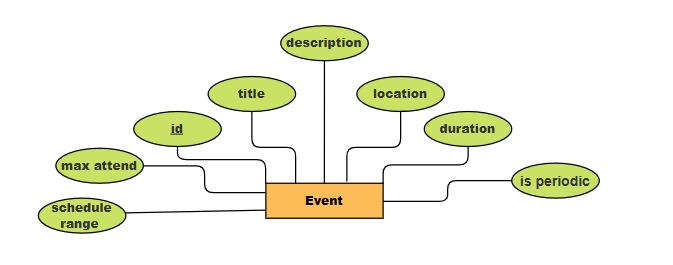 description
title
location
id
duration
max attend
is periodic
schedule
range
Event